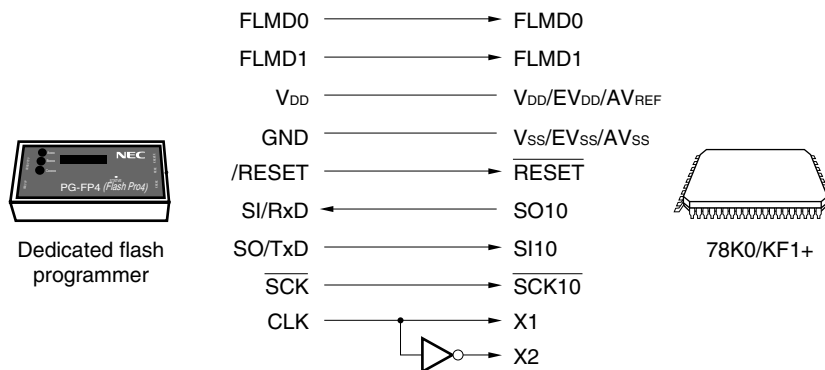 FLMD0 FLMD0
FLMD1 FLMD1
VDD VDD/EVDD/AVREF
GND VSS/EVSS/AVSS
/RESET RESET
SI/RxD SO10
SO/TxD SI10
SCK SCK10
CLK X1
X2
NEC
PG-FP4 (Flash Pro4)
Dedicated flash
programmer
78K0/KF1+